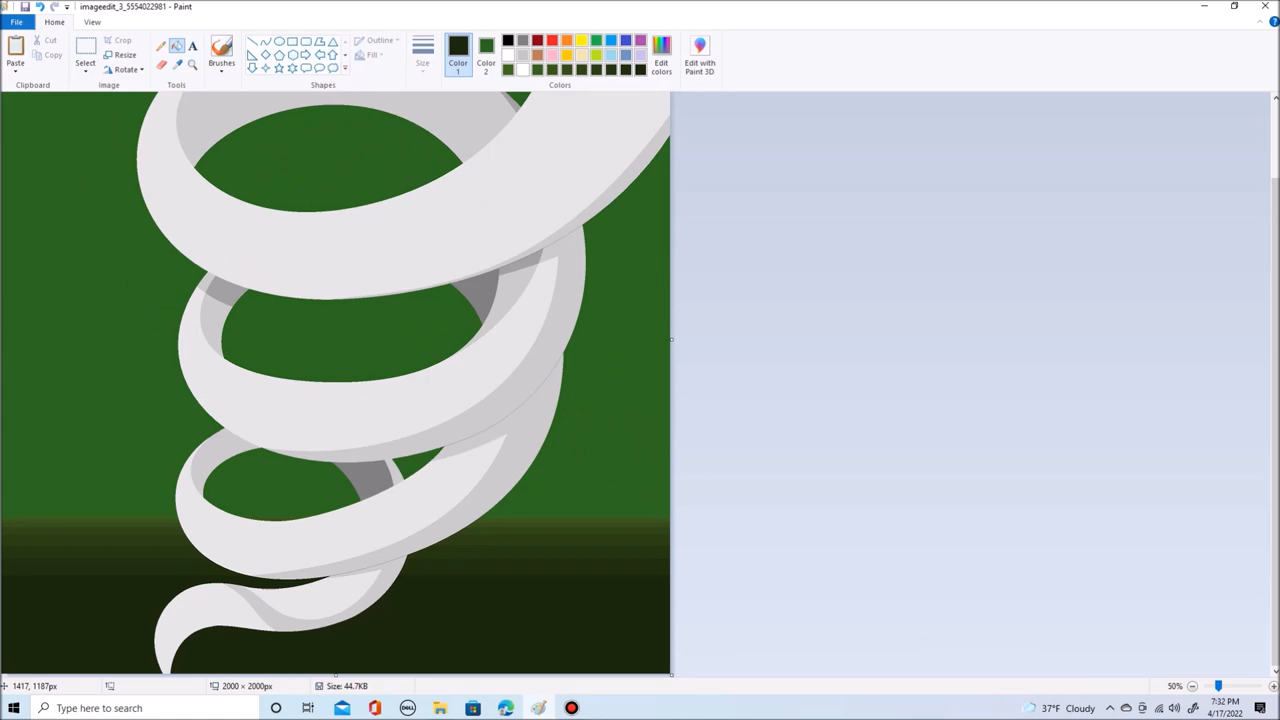 imageedit_3_5554022981 - Paint
File Home View
Paste Cut Copy
Clipboard
Select Crop Resize Rotate
Image
A
Tools
Brushes
Outline Fill
Shapes
Size
Color 1
Color 2
Edit colors
Colors
Edit with Paint 3D
1417, 1187px
2000 × 2000px
Size: 44.7KB
50%
Type here to search
DELL
37°F Cloudy
7:32 PM
4/17/2022